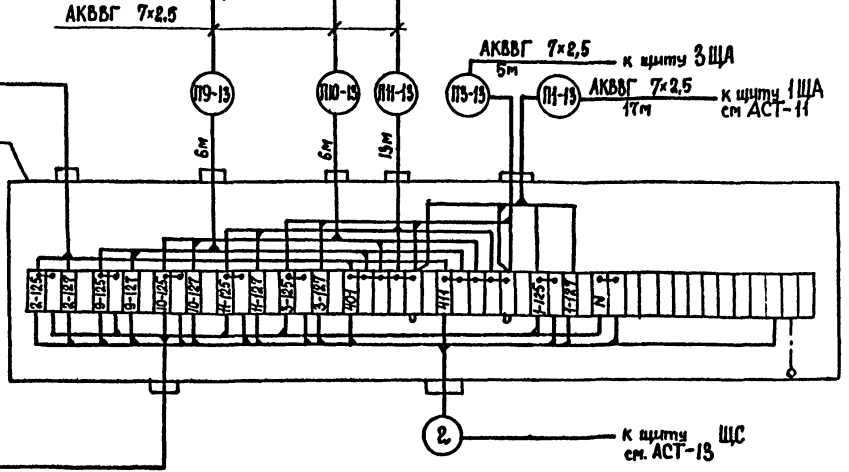 АКВВГ 7×2,5
АКВВГ 7×2,5
5м
к щиту 3ЩА
П9-13
П10-13
П11-13
П3-13
П1-13
АКВВГ 7×2.5
17м
к щиту 1ЩА
см АСТ-11
6м
6м
13м
2-125
2-127
9-125
9-127
10-125
10-127
11-125
11-127
3-125
3-127
401
411
1-125
1-127
N
2
к щиту ЩС
см. АСТ-13